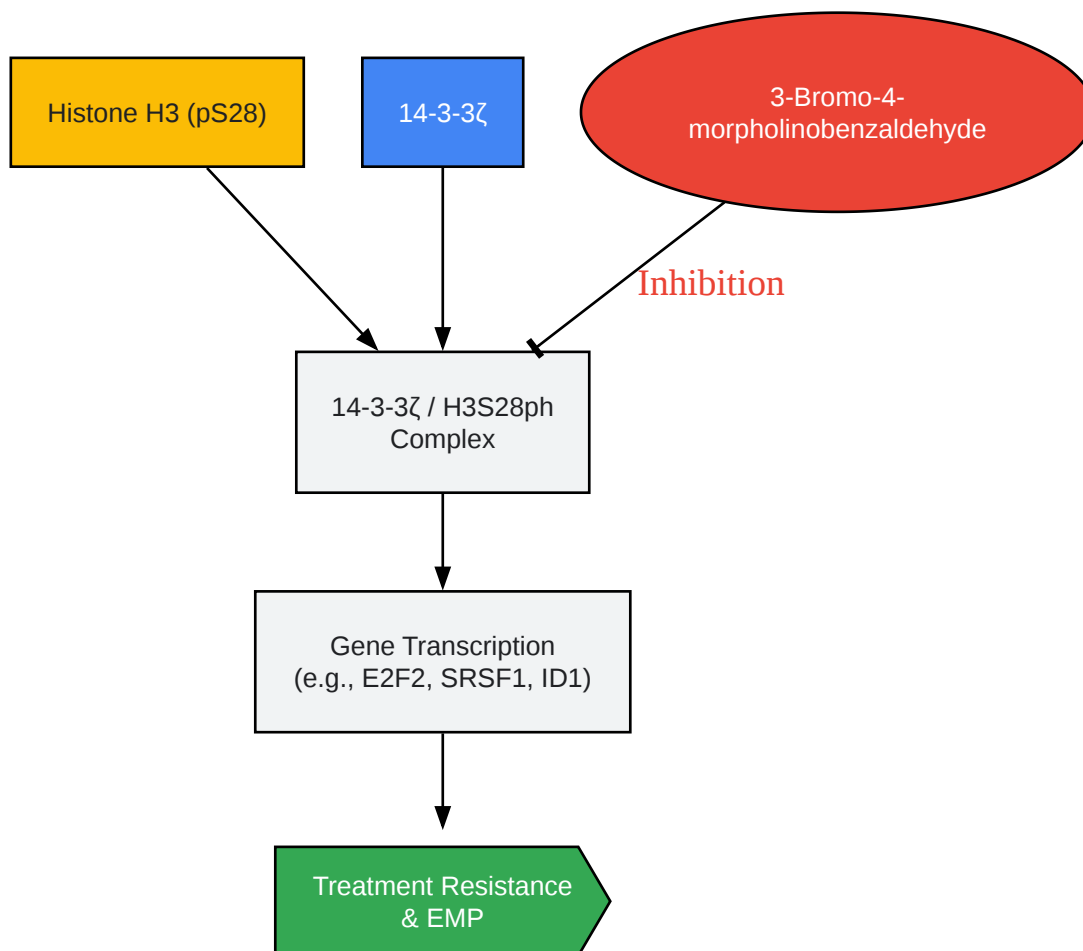 Histone H3 (pS28)
14-3-3ζ
3-Bromo-4-
morpholinobenzaldehyde
Inhibition
14-3-3ζ / H3S28ph
Complex
Gene Transcription
(e.g., E2F2, SRSF1, ID1)
Treatment Resistance
& EMP